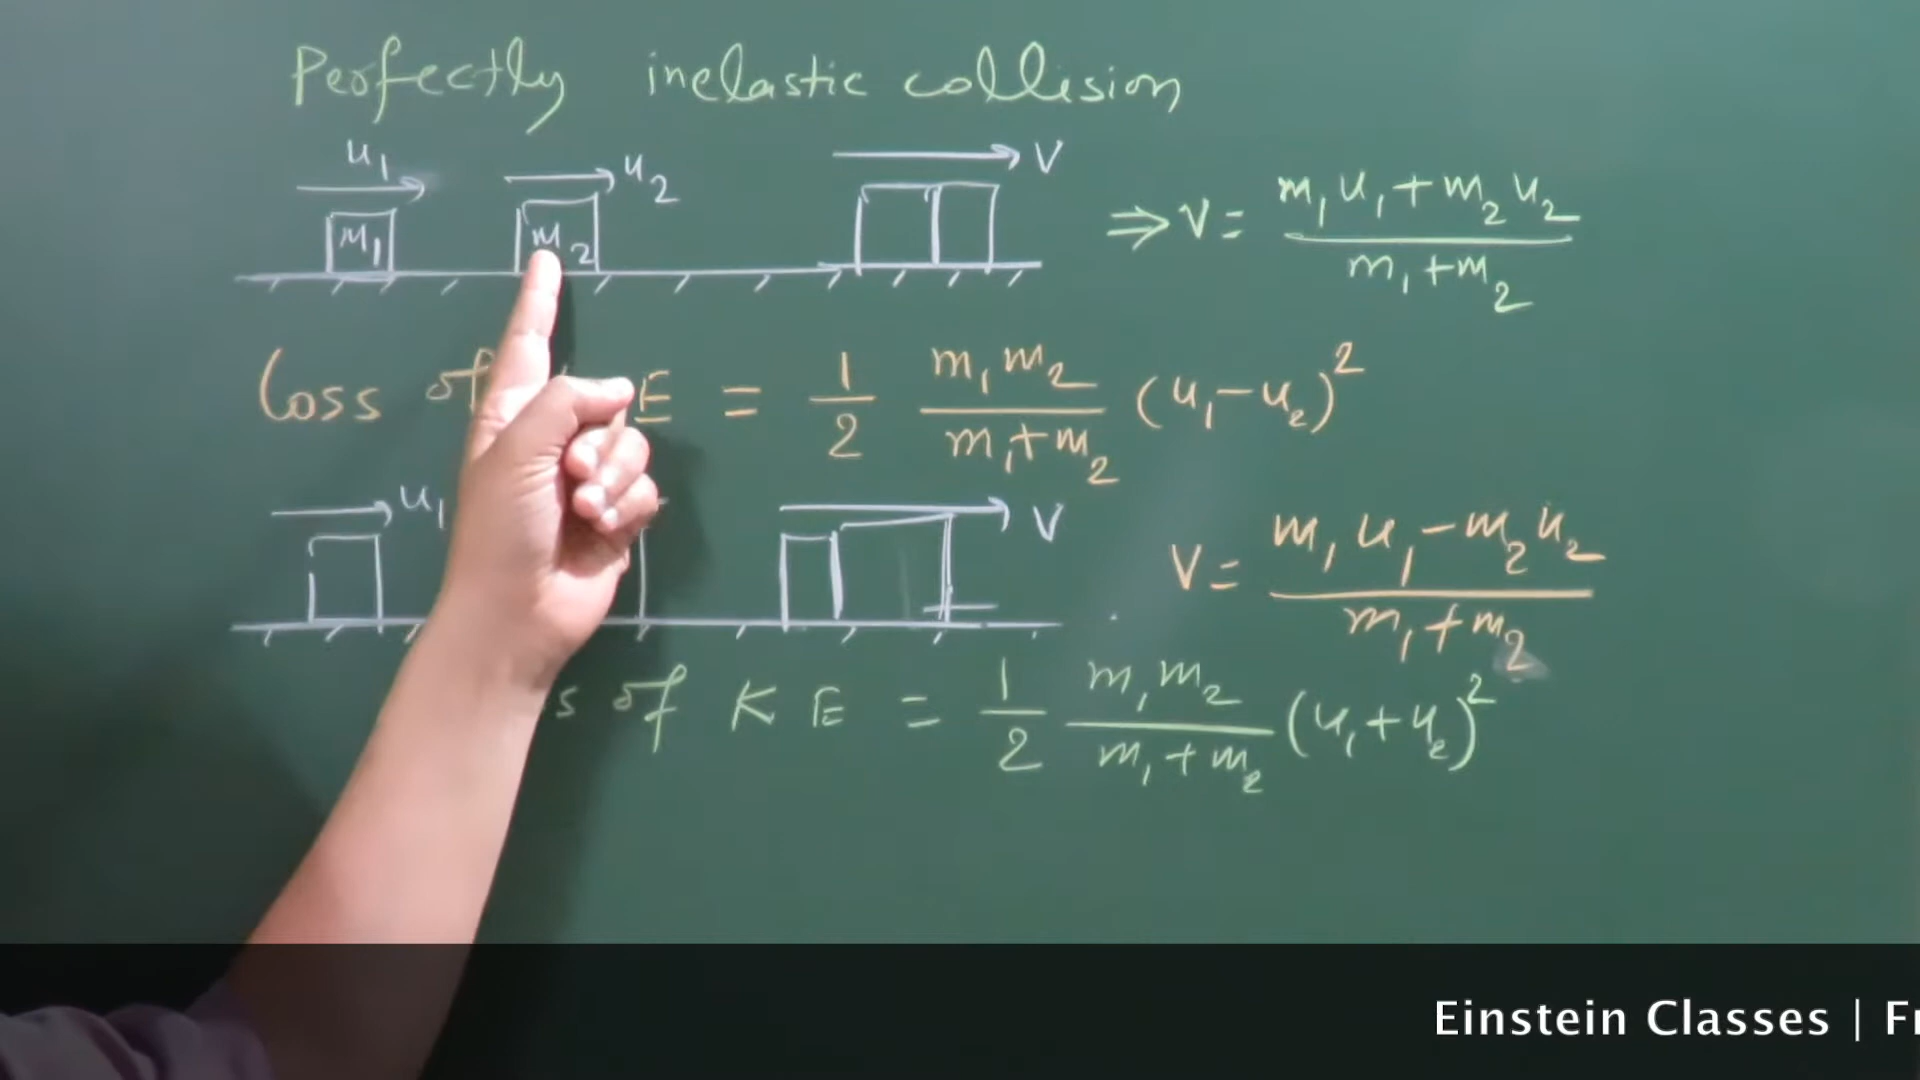 Perfectly inelastic collision
u₁ u₂ V
M₁ M₂
⇒ V = (m₁u₁ + m₂u₂) / (m₁ + m₂)
Loss of E = 1/2 (m₁m₂) / (m₁ + m₂) (u₁ - u₂)²
u₁ V
V = (m₁u₁ - m₂u₂) / (m₁ + m₂)
s of KE = 1/2 (m₁m₂) / (m₁ + m₂) (u₁ + u₂)²
Einstein Classes | Fr